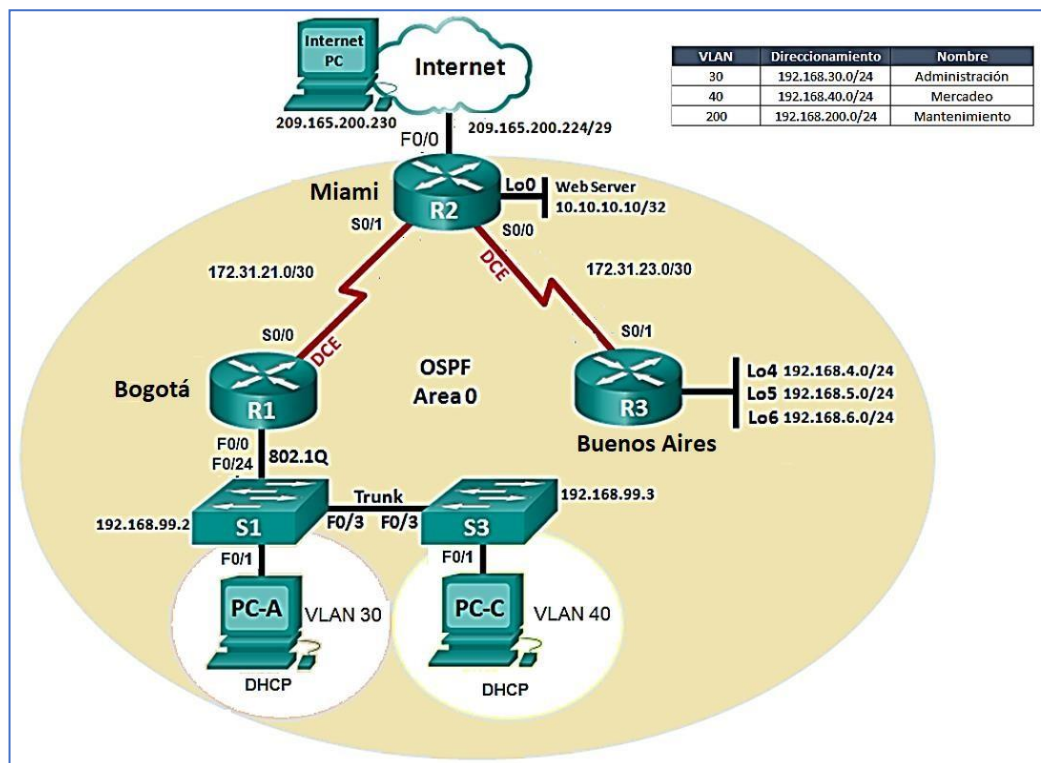 Internet
PC
Internet
209.165.200.230
209.165.200.224/29
F0/0
VLAN Direccionamiento Nombre
30 192.168.30.0/24 Administración
40 192.168.40.0/24 Mercadeo
200 192.168.200.0/24 Mantenimiento
Miami
R2
Lo0
Web Server
10.10.10.10/32
S0/1
S0/0
DCE
172.31.21.0/30
172.31.23.0/30
S0/0
DCE
S0/1
OSPF
Area 0
Bogotá
R1
R3
Buenos Aires
Lo4 192.168.4.0/24
Lo5 192.168.5.0/24
Lo6 192.168.6.0/24
F0/0
F0/24
802.1Q
Trunk
192.168.99.2
S1
F0/3
F0/3
S3
192.168.99.3
F0/1
F0/1
PC-A
VLAN 30
PC-C
VLAN 40
DHCP
DHCP